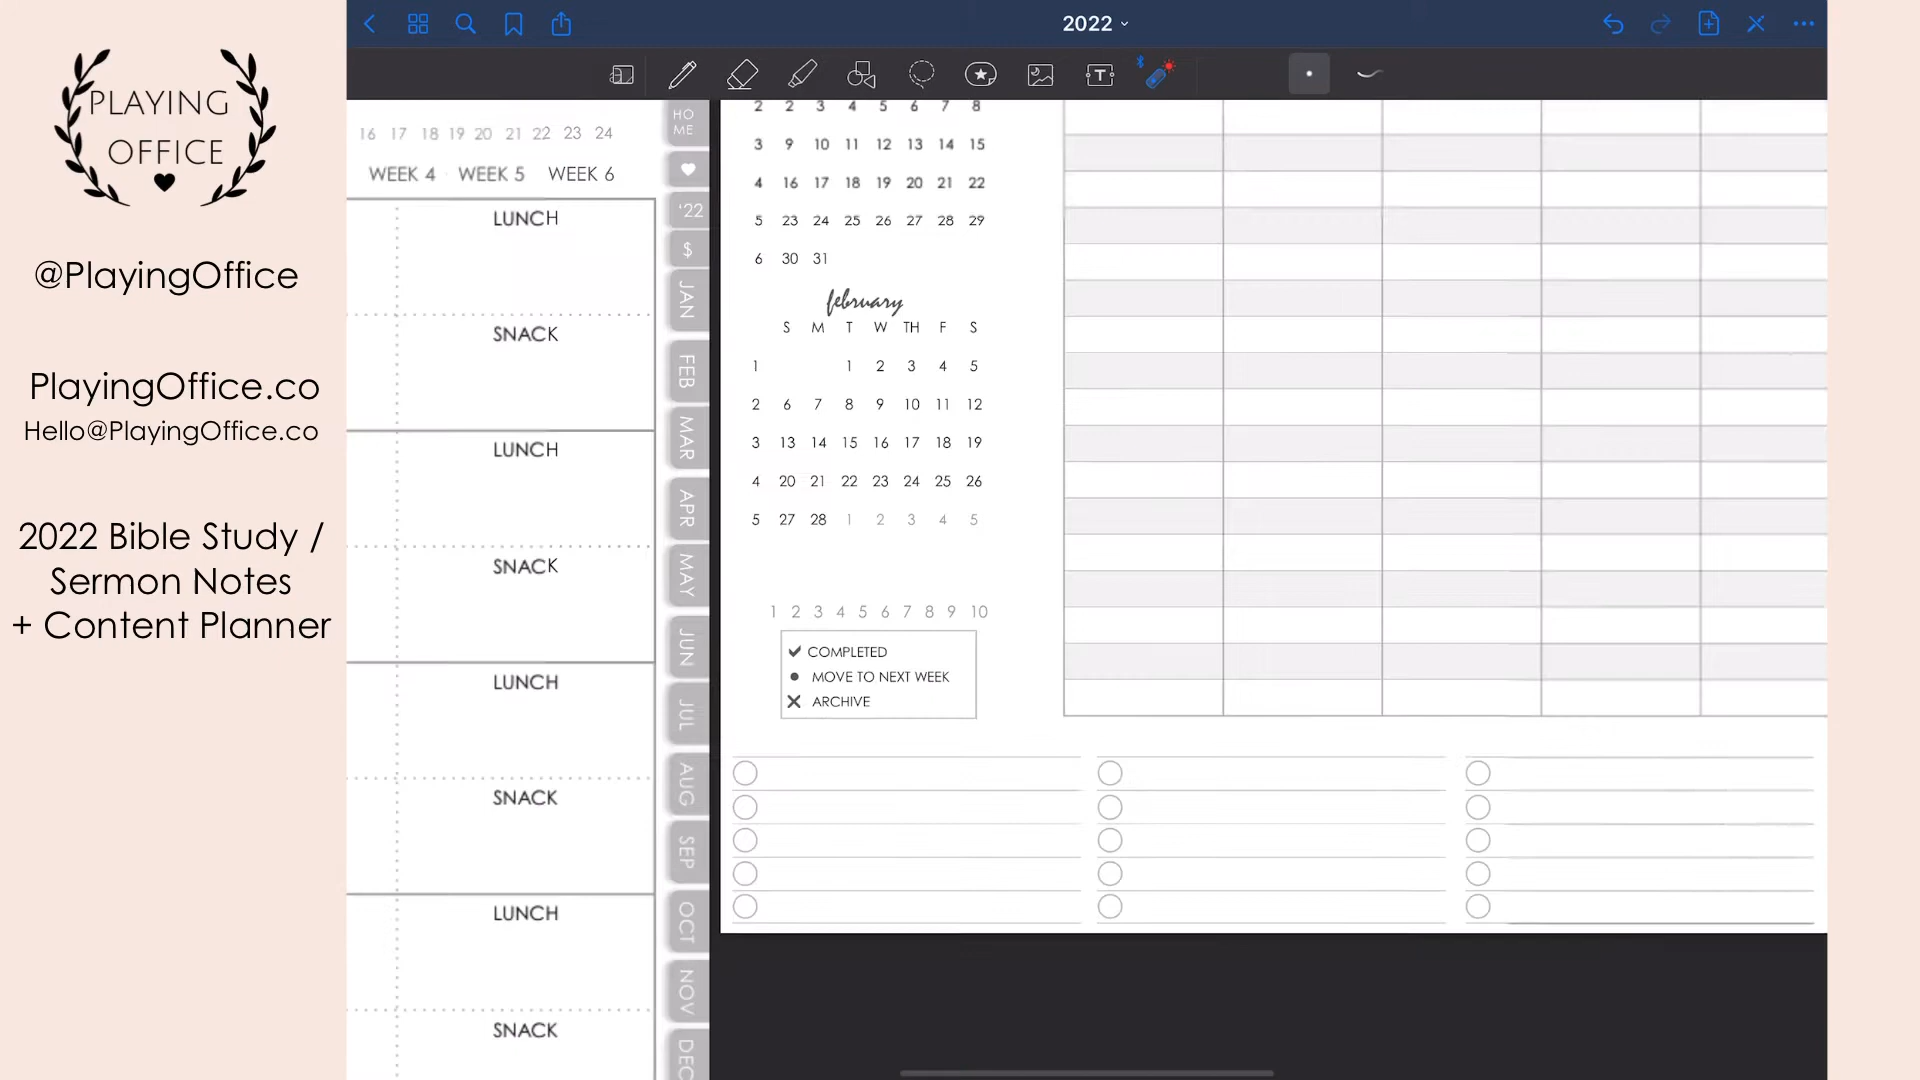 PLAYING
OFFICE
@PlayingOffice
PlayingOffice.co
Hello@PlayingOffice.co
2022 Bible Study /
Sermon Notes
+ Content Planner
2022
T
16 17 18 19 20 21 22 23 24
WEEK 4 WEEK 5 WEEK 6
LUNCH
SNACK
LUNCH
SNACK
LUNCH
SNACK
LUNCH
SNACK
HO
ME
'22
$
JAN
FEB
MAR
APR
MAY
JUN
JUL
AUG
SEP
OCT
NOV
DEC
2 2 3 4 5 6 7 8
3 9 10 11 12 13 14 15
4 16 17 18 19 20 21 22
5 23 24 25 26 27 28 29
6 30 31
february
S M T W TH F S
1 1 2 3 4 5
2 6 7 8 9 10 11 12
3 13 14 15 16 17 18 19
4 20 21 22 23 24 25 26
5 27 28 1 2 3 4 5
1 2 3 4 5 6 7 8 9 10
COMPLETED
MOVE TO NEXT WEEK
ARCHIVE